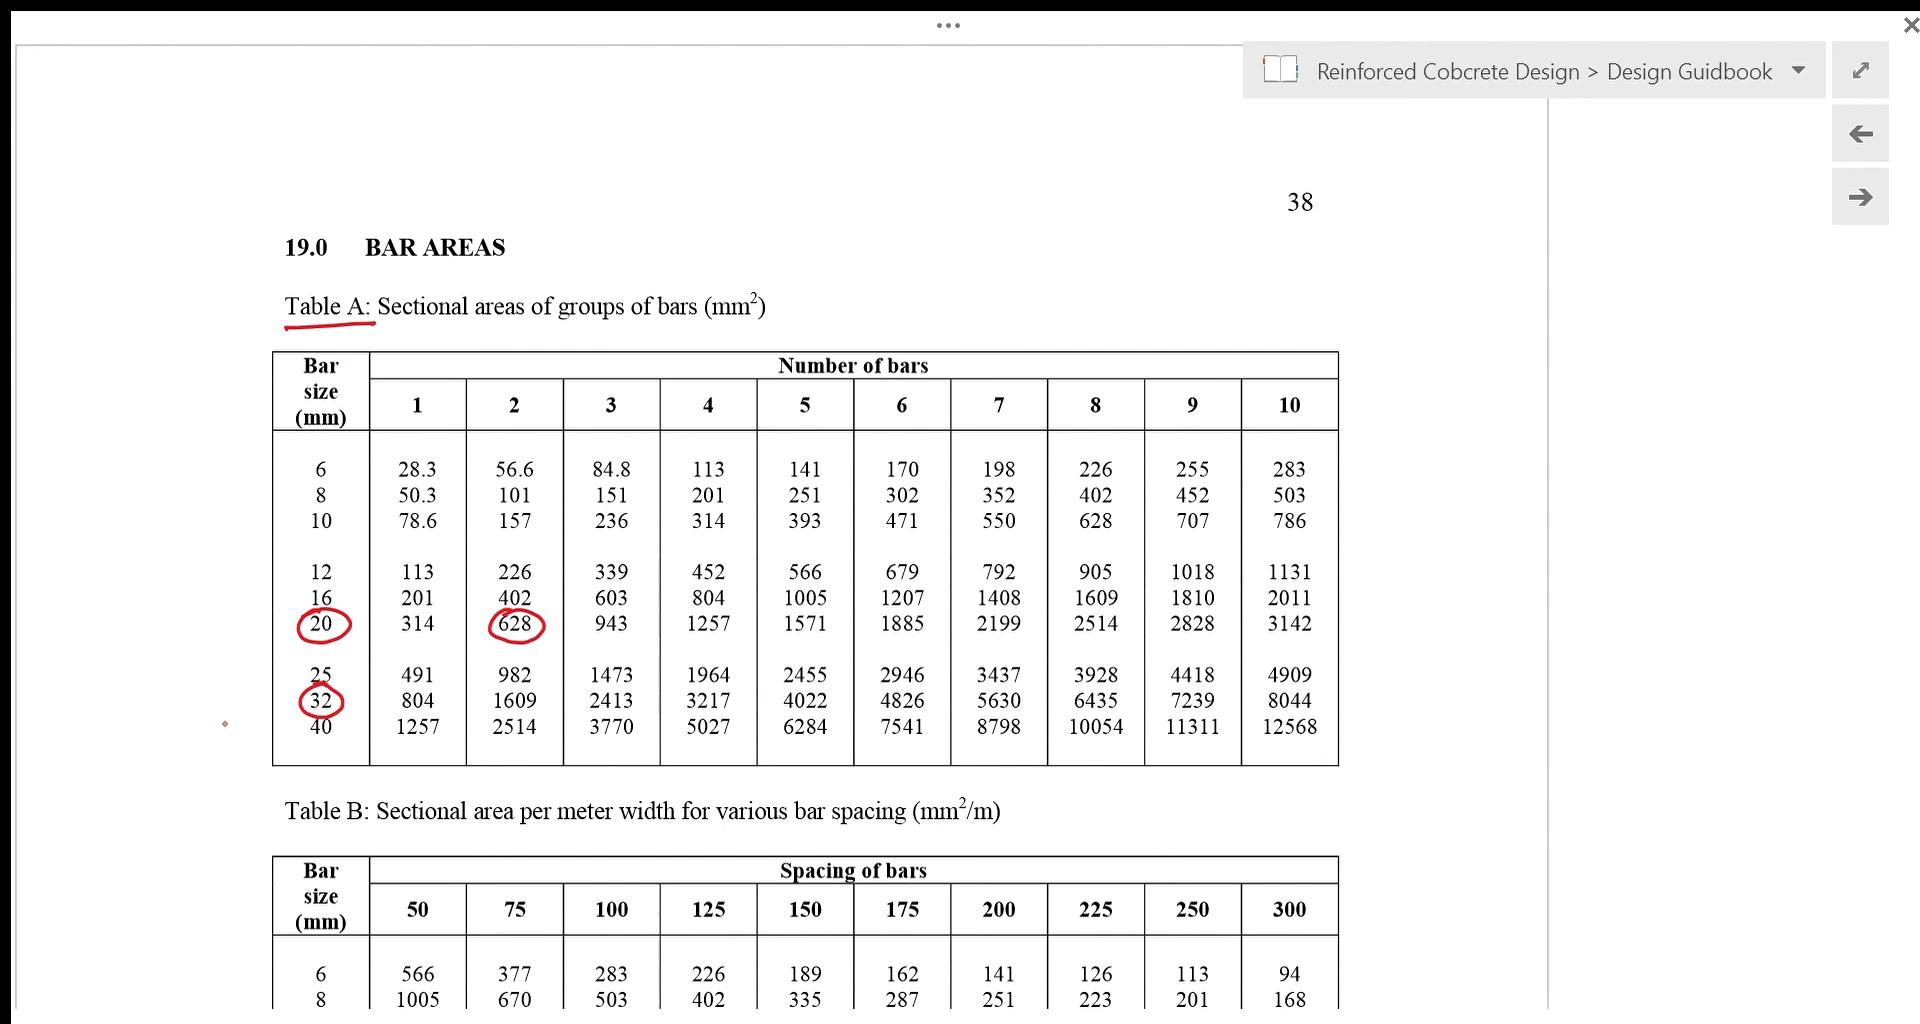 Reinforced Cobcrete Design > Design Guidbook
38
19.0 BAR AREAS
Table A: Sectional areas of groups of bars (mm²)
Bar size (mm) Number of bars
1 2 3 4 5 6 7 8 9 10
6 28.3 56.6 84.8 113 141 170 198 226 255 283
8 50.3 101 151 201 251 302 352 402 452 503
10 78.6 157 236 314 393 471 550 628 707 786
12 113 226 339 452 566 679 792 905 1018 1131
16 201 402 603 804 1005 1207 1408 1609 1810 2011
20 314 628 943 1257 1571 1885 2199 2514 2828 3142
25 491 982 1473 1964 2455 2946 3437 3928 4418 4909
32 804 1609 2413 3217 4022 4826 5630 6435 7239 8044
40 1257 2514 3770 5027 6284 7541 8798 10054 11311 12568
Table B: Sectional area per meter width for various bar spacing (mm²/m)
Bar size (mm) Spacing of bars
50 75 100 125 150 175 200 225 250 300
6 566 377 283 226 189 162 141 126 113 94
8 1005 670 503 402 335 287 251 223 201 168